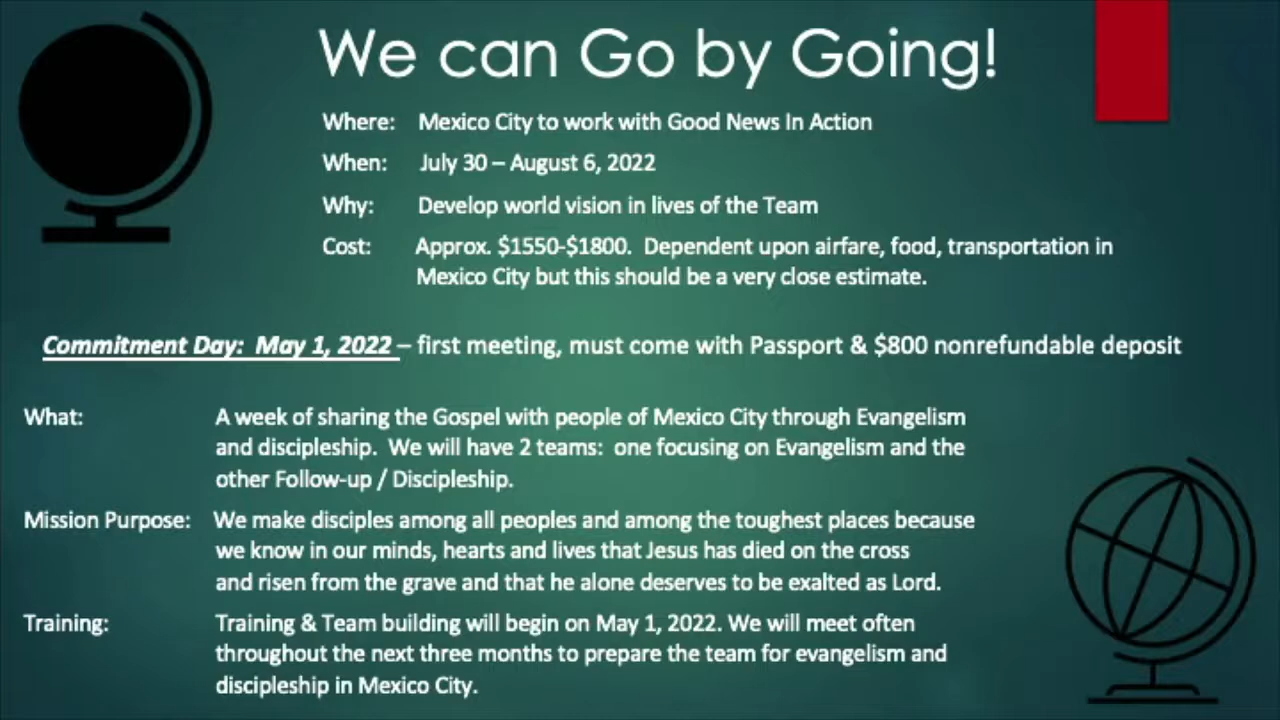 We can Go by Going!
Where: Mexico City to work with Good News In Action
When: July 30 – August 6, 2022
Why: Develop world vision in lives of the Team
Cost: Approx. $1550-$1800. Dependent upon airfare, food, transportation in
Mexico City but this should be a very close estimate.
Commitment Day: May 1, 2022 – first meeting, must come with Passport & $800 nonrefundable deposit
What: A week of sharing the Gospel with people of Mexico City through Evangelism
and discipleship. We will have 2 teams: one focusing on Evangelism and the
other Follow-up / Discipleship.
Mission Purpose: We make disciples among all peoples and among the toughest places because
we know in our minds, hearts and lives that Jesus has died on the cross
and risen from the grave and that he alone deserves to be exalted as Lord.
Training: Training & Team building will begin on May 1, 2022. We will meet often
throughout the next three months to prepare the team for evangelism and
discipleship in Mexico City.